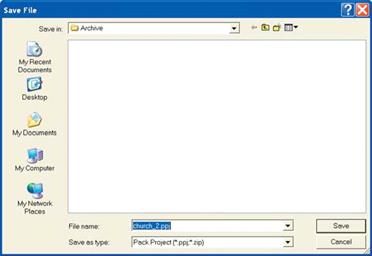 Save File
Save in: Archive
My Recent
Documents
Desktop
My Documents
My Computer
My Network
Places
File name: church_2.ppj Save
Save as type: Pack Project (*.ppj;*.zip) Cancel